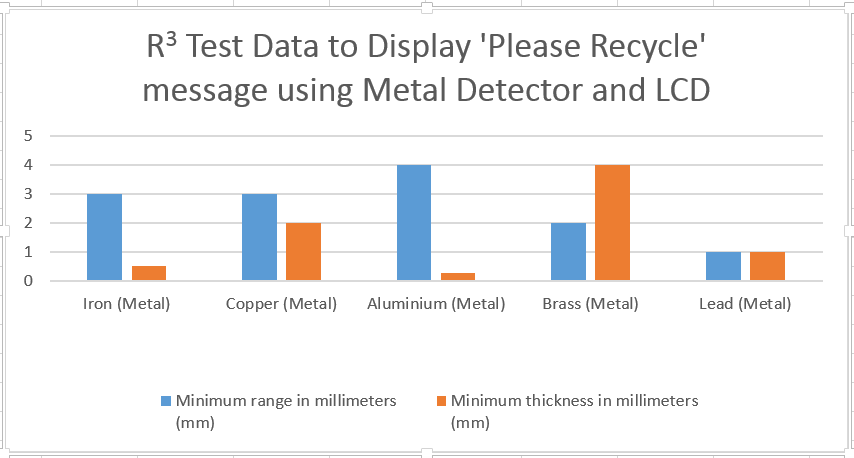 R³ Test Data to Display 'Please Recycle'
message using Metal Detector and LCD
5
4
3
2
1
0
Iron (Metal) Copper (Metal) Aluminium (Metal) Brass (Metal) Lead (Metal)
Minimum range in millimeters (mm)
Minimum thickness in millimeters (mm)